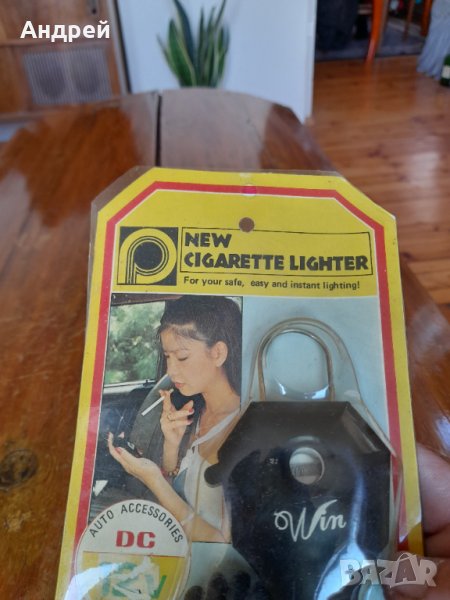 Андрей
NEW
CIGARETTE LIGHTER
For your safe, easy and instant lighting!
Win
AUTO ACCESSORIES
DC
BAZAR